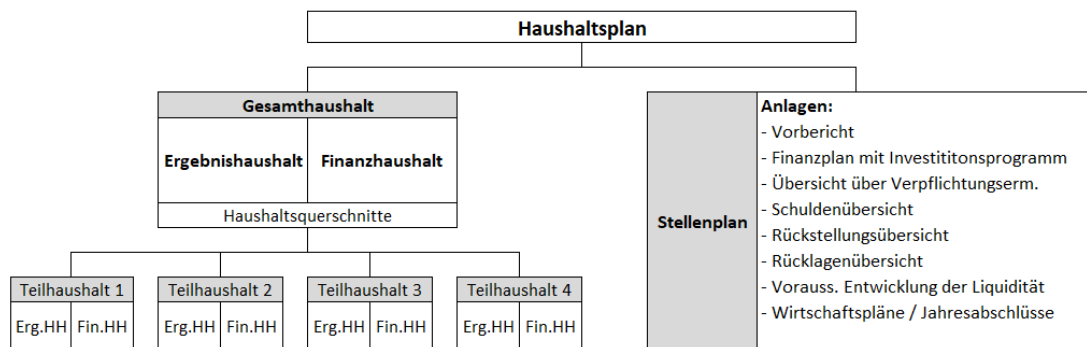 Haushaltsplan
Gesamthaushalt
Ergebnishaushalt Finanzhaushalt
Haushaltsquerschnitte
Teilhaushalt 1 Teilhaushalt 2 Teilhaushalt 3 Teilhaushalt 4
Erg.HH Fin.HH Erg.HH Fin.HH Erg.HH Fin.HH Erg.HH Fin.HH
Stellenplan
Anlagen:
- Vorbericht
- Finanzplan mit Investititonsprogramm
- Übersicht über Verpflichtungserm.
- Schuldenübersicht
- Rückstellungsübersicht
- Rücklagenübersicht
- Vorauss. Entwicklung der Liquidität
- Wirtschaftspläne / Jahresabschlüsse